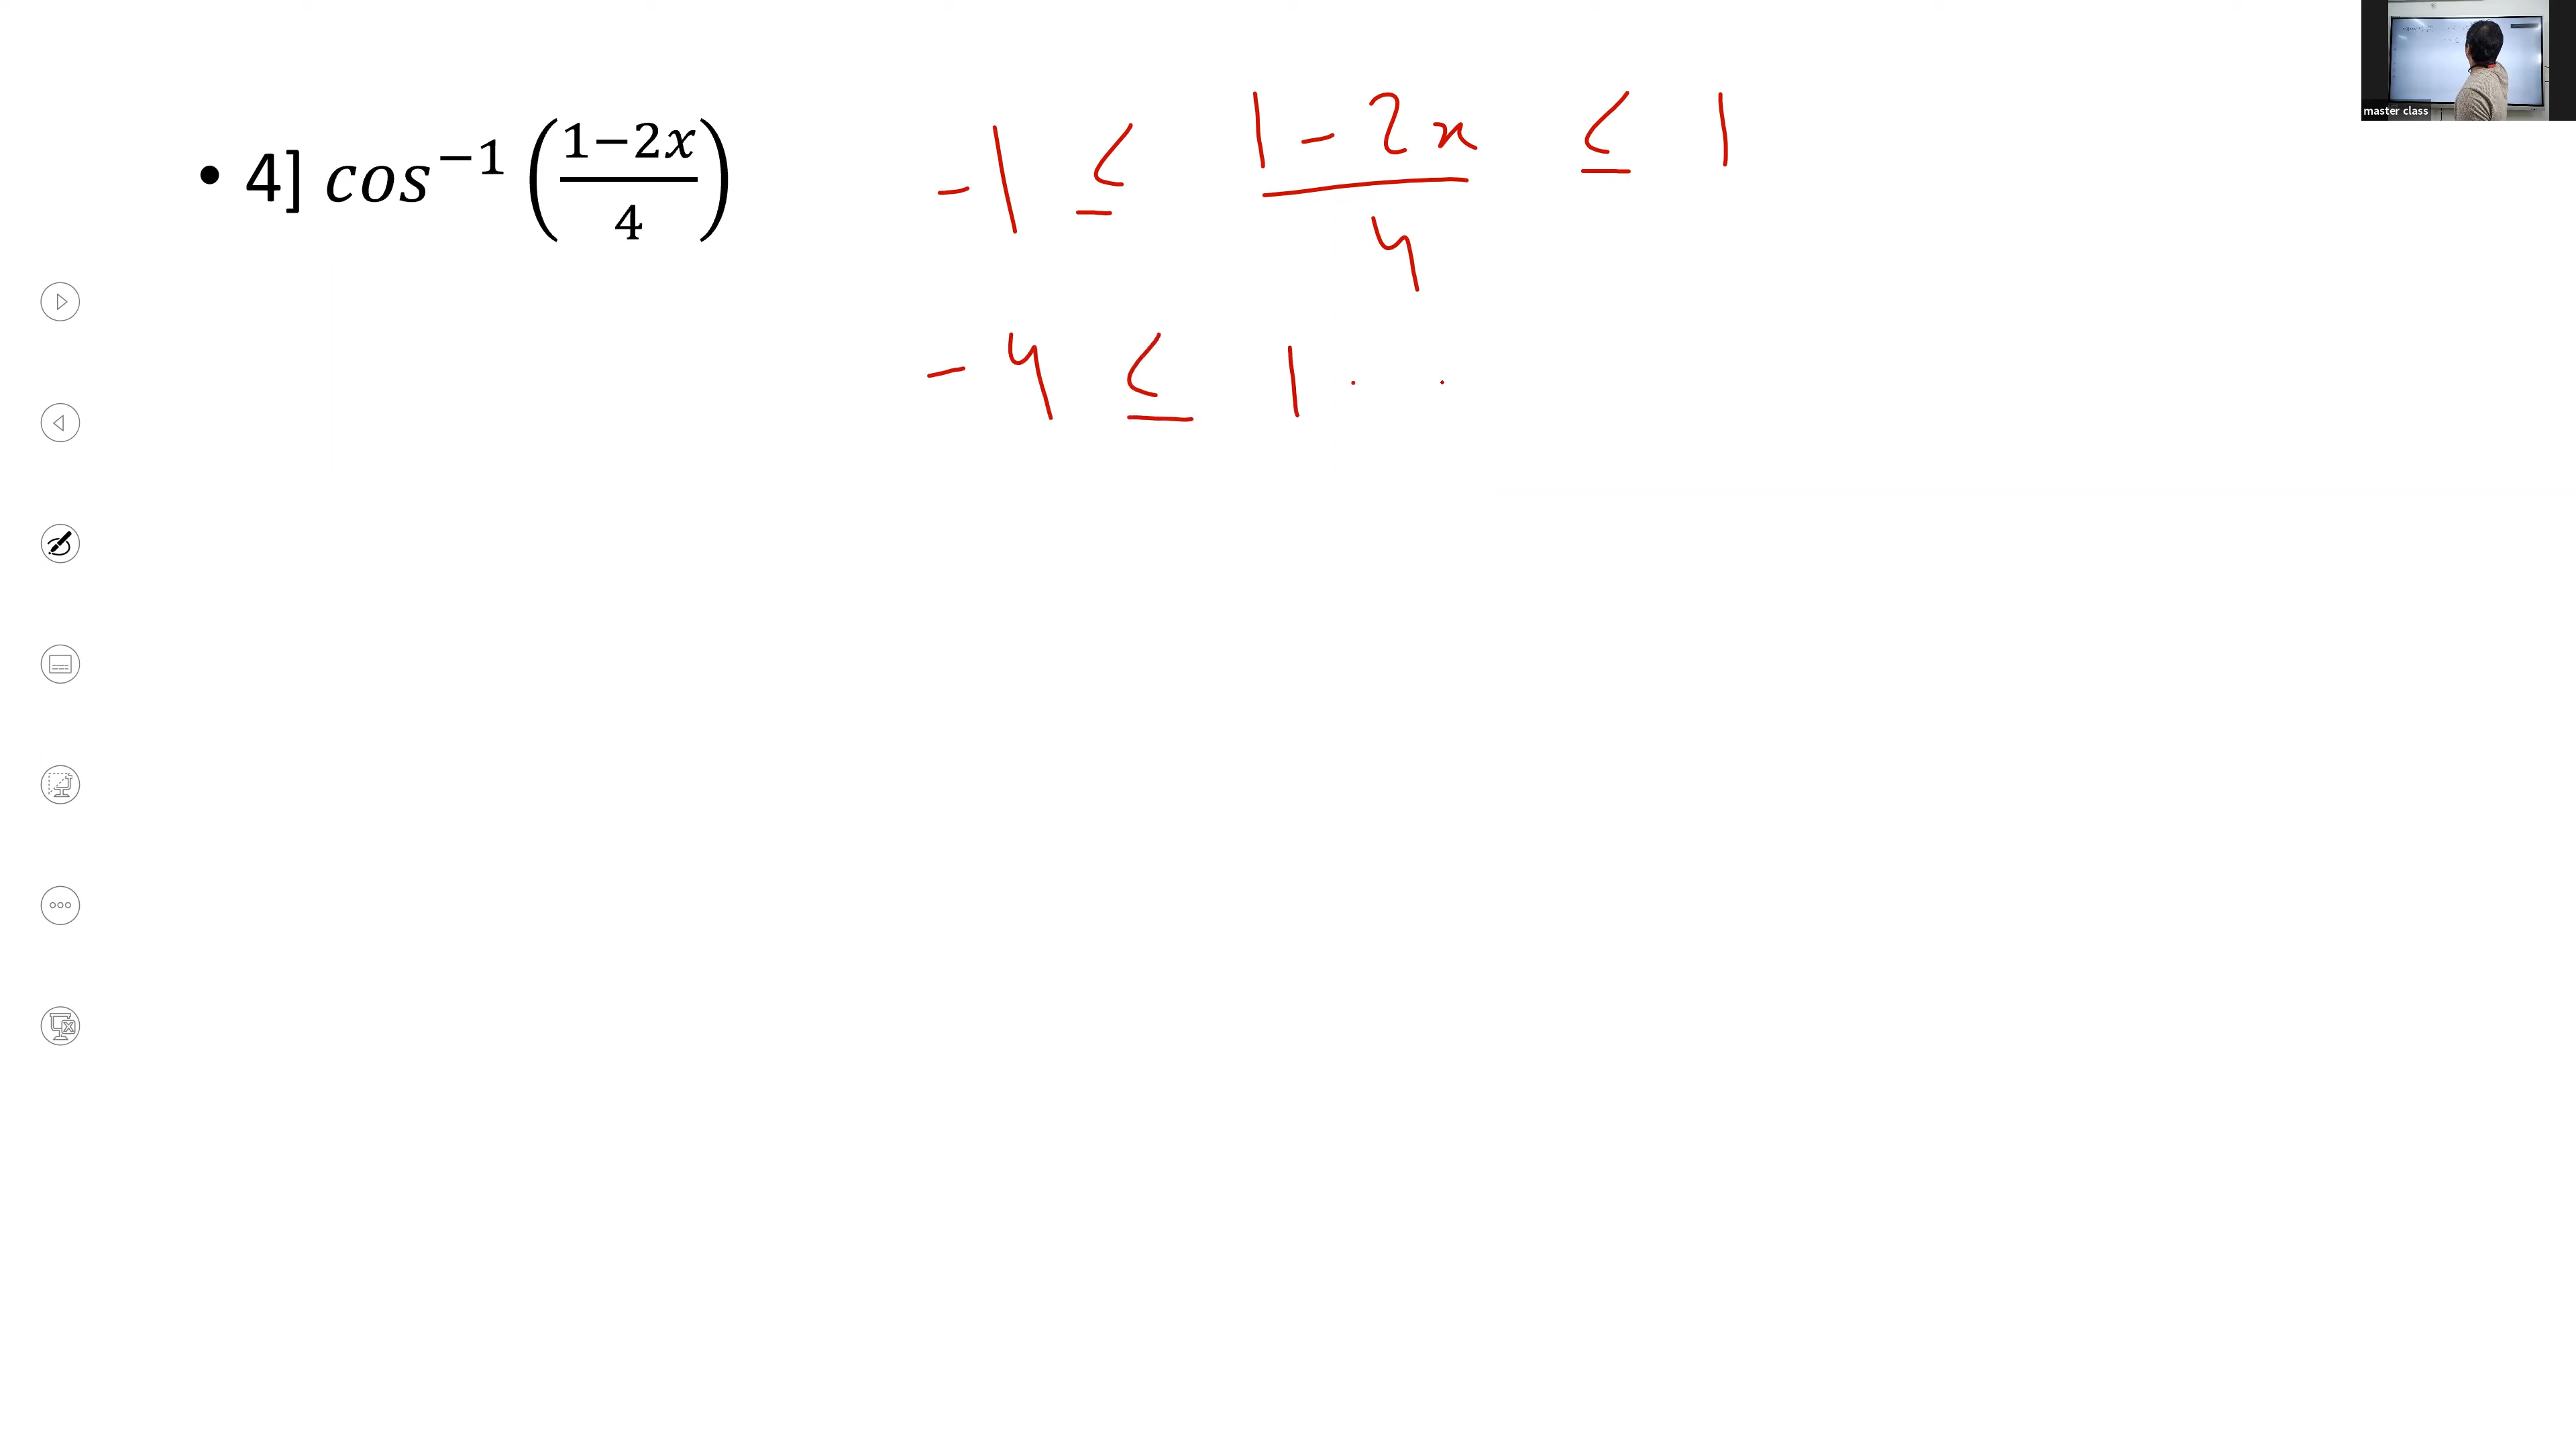 • 4] cos⁻¹ ((1−2x)/4)
-1 ≤ (1-2x)/4 ≤ 1
-4 ≤ 1 . .
master class